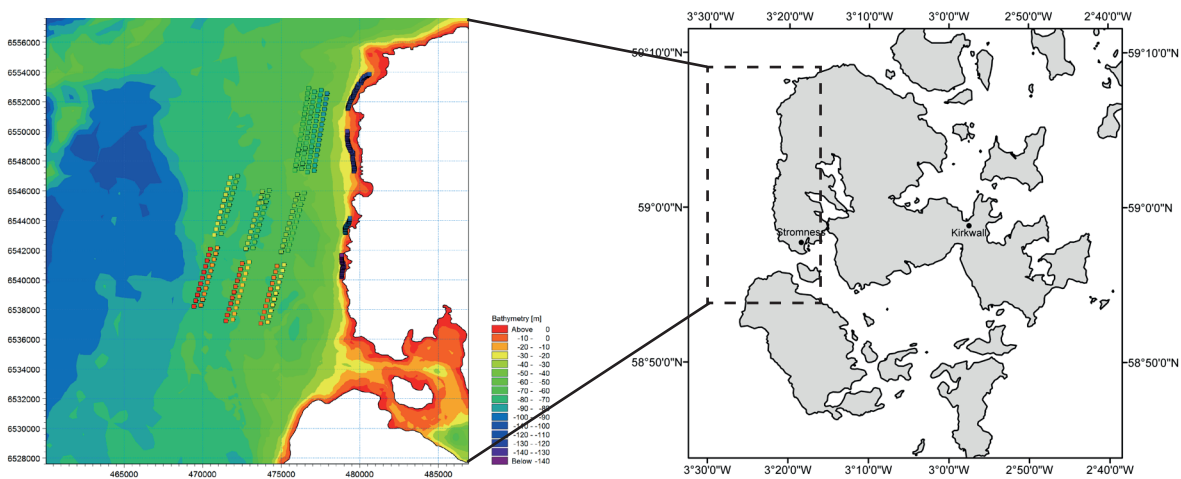 6556000
6554000
6552000
6550000
6548000
6546000
6544000
6542000
6540000
6538000
6536000
6534000
6532000
6530000
6528000
465000 470000 475000 480000 485000
Bathymetry [m]
Above 0
-10 - 0
-20 - -10
-30 - -20
-40 - -30
-50 - -40
-60 - -50
-70 - -60
-80 - -70
-90 - -80
-100 - -90
-110 - -100
-120 - -110
-130 - -120
-140 - -130
Below -140
3°30'0"W 3°20'0"W 3°10'0"W 3°0'0"W 2°50'0"W 2°40'0"W
59°10'0"N 59°10'0"N
59°0'0"N 59°0'0"N
Stromness Kirkwall
58°50'0"N 58°50'0"N
3°30'0"W 3°20'0"W 3°10'0"W 3°0'0"W 2°50'0"W 2°40'0"W